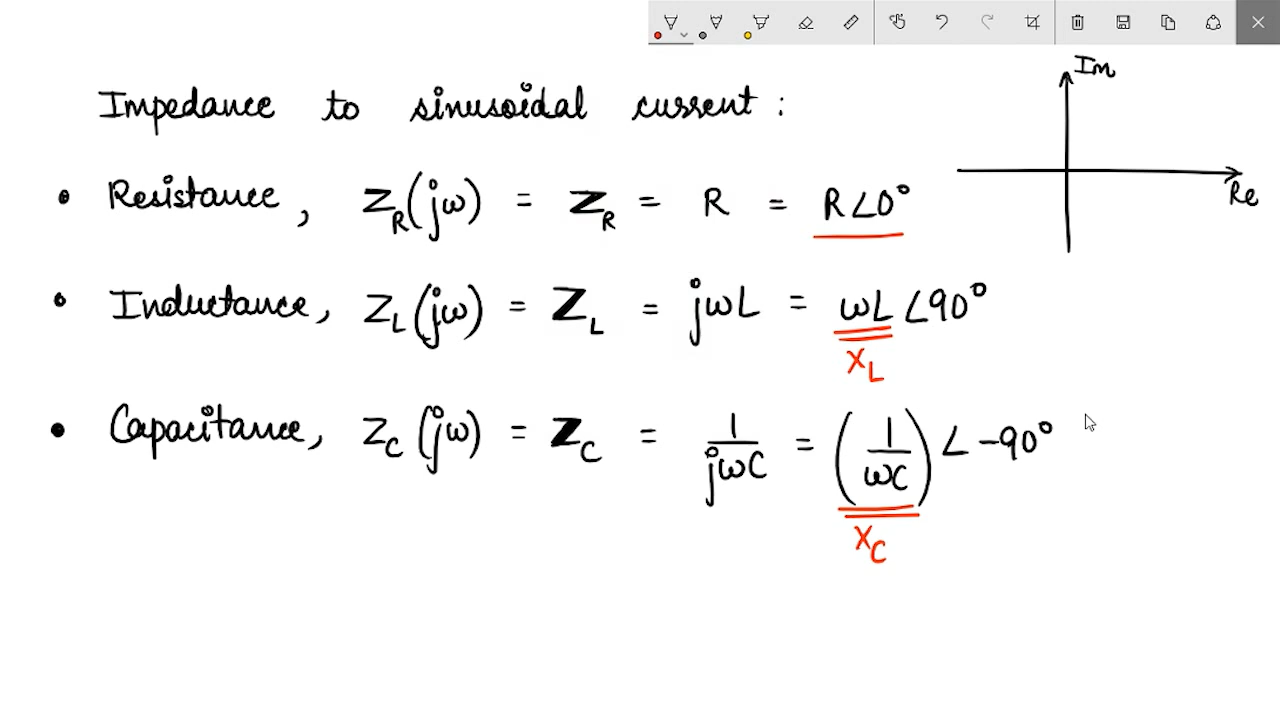 Impedance to sinusoidal current :
Im
Re
• Resistance, Z_R(jω) = Z_R = R = R∠0°
• Inductance, Z_L(jω) = Z_L = jωL = ωL∠90°
X_L
• Capacitance, Z_C(jω) = Z_C = 1/jωC = (1/ωC)∠-90°
X_C